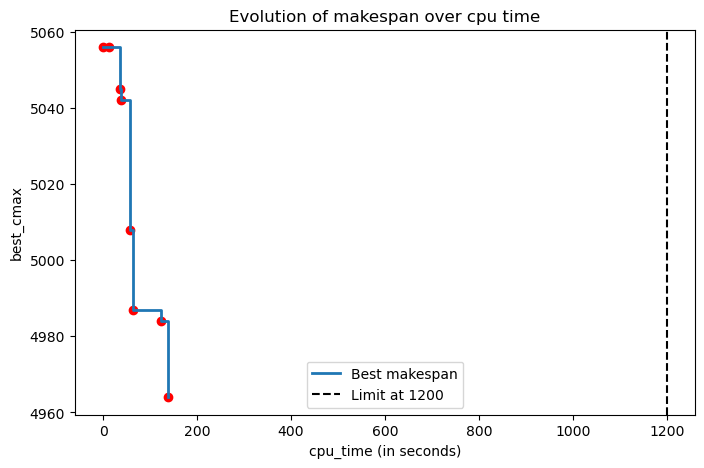 Evolution of makespan over cpu time
best_cmax
5060
5040
5020
5000
4980
4960
0
200
400
600
800
1000
1200
cpu_time (in seconds)
Best makespan
Limit at 1200